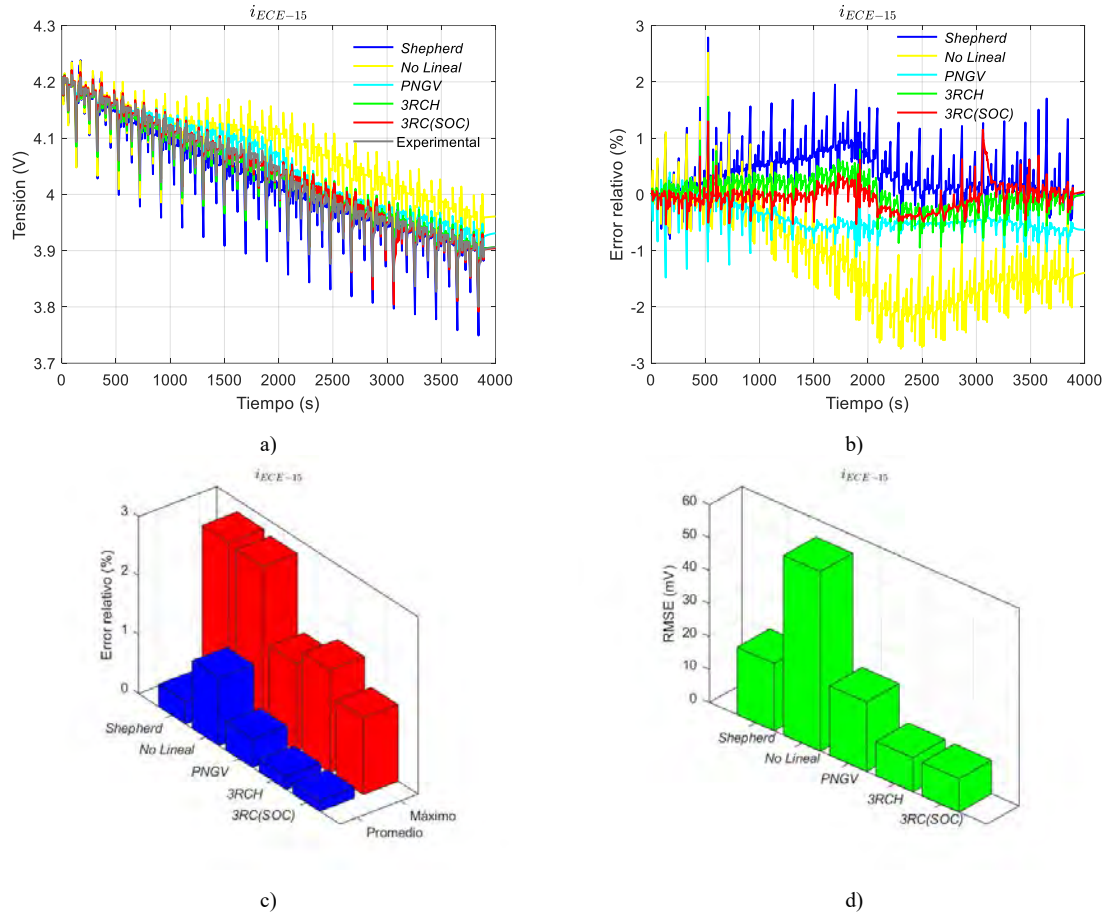 i_{ECE-15}
4.3
4.2
4.1
4
3.9
3.8
3.7
Tensión (V)
0 500 1000 1500 2000 2500 3000 3500 4000
Tiempo (s)
Shepherd
No Lineal
PNGV
3RCH
3RC(SOC)
Experimental
a)
i_{ECE-15}
3
2
1
0
-1
-2
-3
Error relativo (%)
0 500 1000 1500 2000 2500 3000 3500 4000
Tiempo (s)
Shepherd
No Lineal
PNGV
3RCH
3RC(SOC)
b)
i_{ECE-15}
3
2
1
0
Error relativo (%)
Shepherd
No Lineal
PNGV
3RCH
3RC(SOC)
Promedio
Máximo
c)
i_{ECE-15}
60
50
40
30
20
10
0
RMSE (mV)
Shepherd
No Lineal
PNGV
3RCH
3RC(SOC)
d)